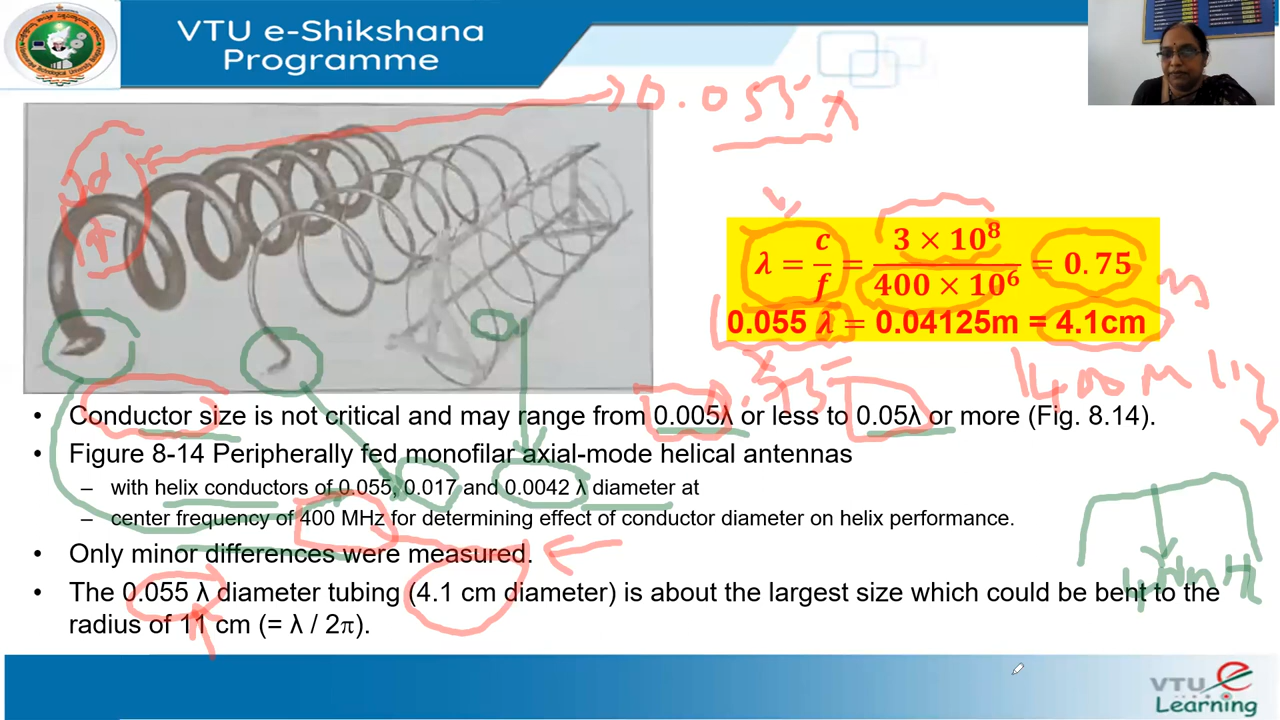 VTU e-Shikshana
Programme
0.055 λ
d
λ = c/f = 3 × 10⁸ / 400 × 10⁶ = 0.75
m
0.055 λ = 0.04125m = 4.1cm
400 M Hz
• Conductor size is not critical and may range from 0.005λ or less to 0.05λ or more (Fig. 8.14).
• Figure 8-14 Peripherally fed monofilar axial-mode helical antennas
– with helix conductors of 0.055, 0.017 and 0.0042 λ diameter at
– center frequency of 400 MHz for determining effect of conductor diameter on helix performance.
• Only minor differences were measured.
• The 0.055 λ diameter tubing (4.1 cm diameter) is about the largest size which could be bent to the
radius of 11 cm (= λ / 2π).
VTU e
Learning